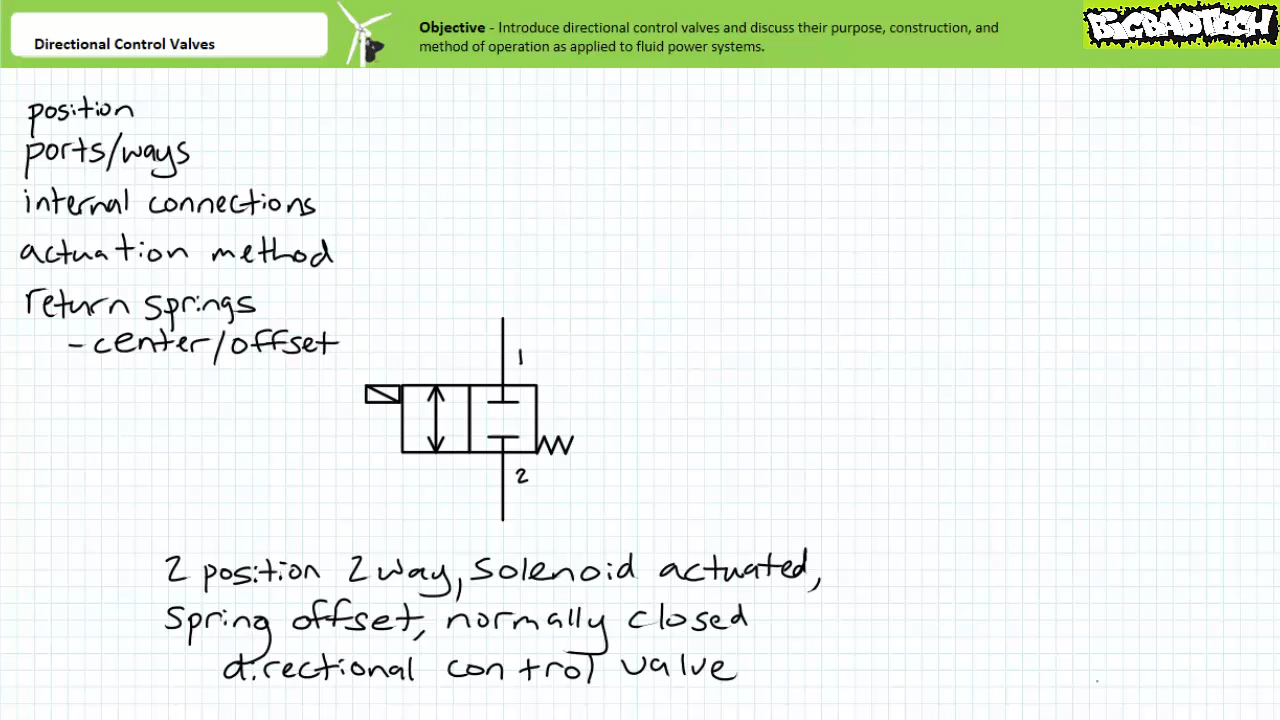 Directional Control Valves
Objective - Introduce directional control valves and discuss their purpose, construction, and
method of operation as applied to fluid power systems.
BIGBADTECH
position
ports/ways
internal connections
actuation method
return springs
- center/offset
1
2
2 position 2 way, solenoid actuated,
spring offset, normally closed
directional control valve